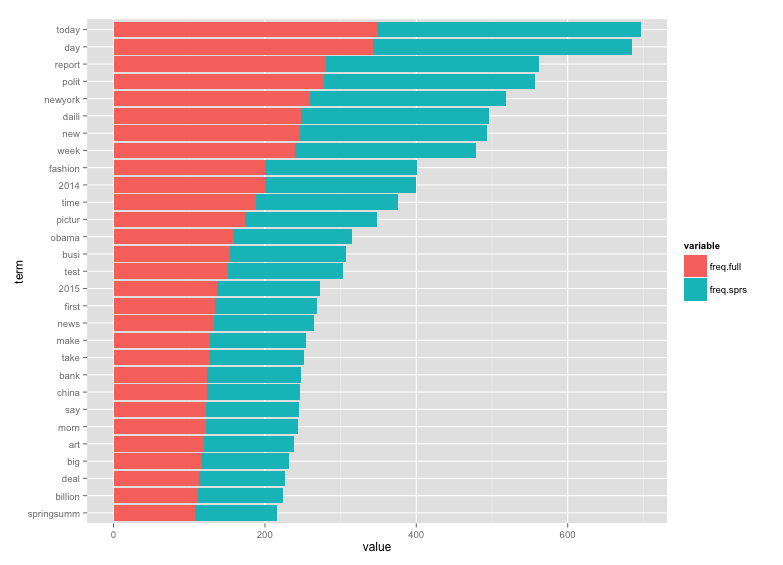 today
day
report
polit
newyork
daili
new
week
fashion
2014
time
pictur
obama
busi
test
2015
first
news
make
take
bank
china
say
morn
art
big
deal
billion
springsumm
term
0 200 400 600
value
variable
freq.full
freq.sprs